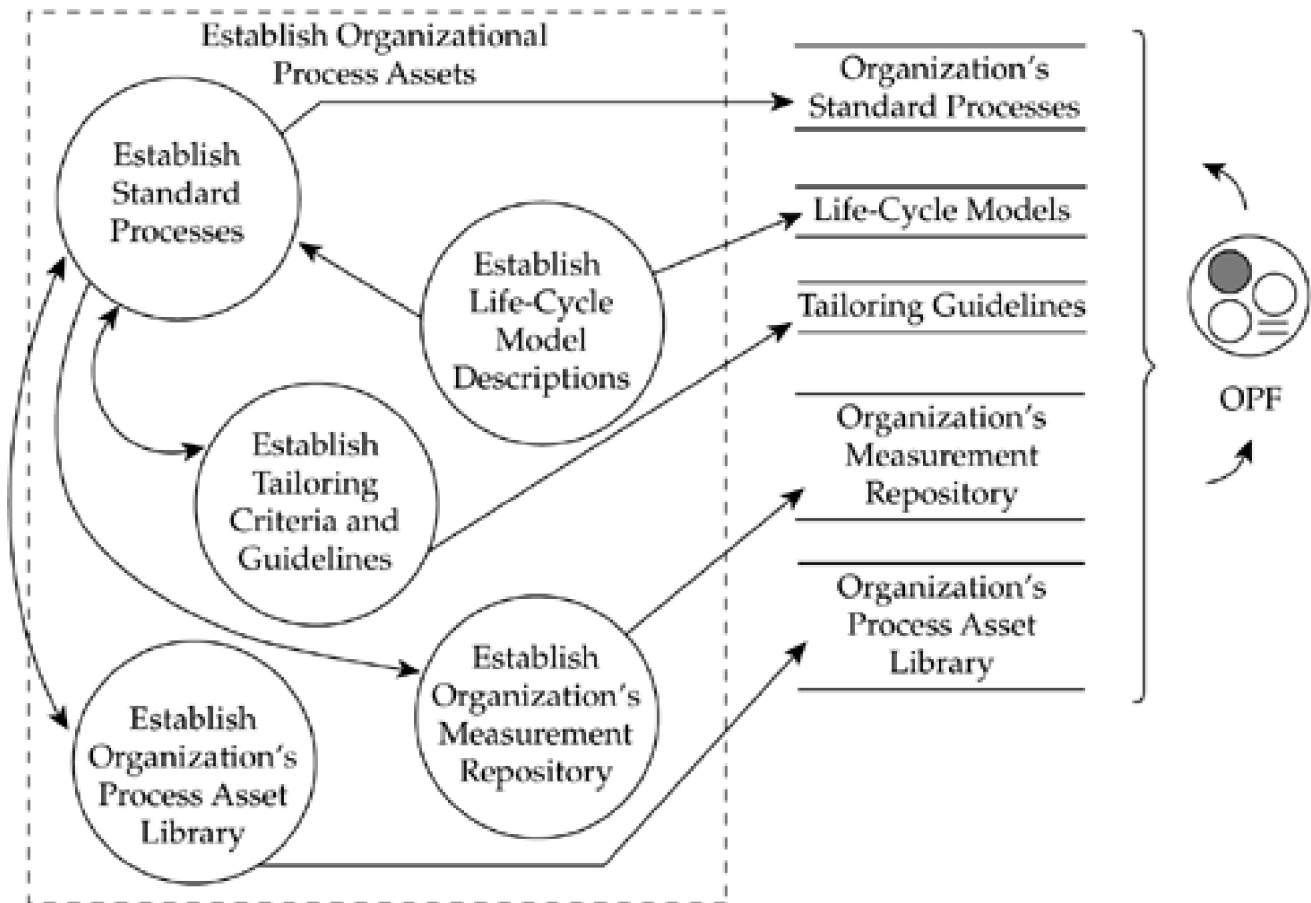 Establish Organizational
Process Assets
Establish
Standard
Processes
Establish
Life-Cycle
Model
Descriptions
Establish
Tailoring
Criteria and
Guidelines
Establish
Organization's
Measurement
Repository
Establish
Organization's
Process Asset
Library
Organization's
Standard Processes
Life-Cycle Models
Tailoring Guidelines
Organization's
Measurement
Repository
Organization's
Process Asset
Library
OPF